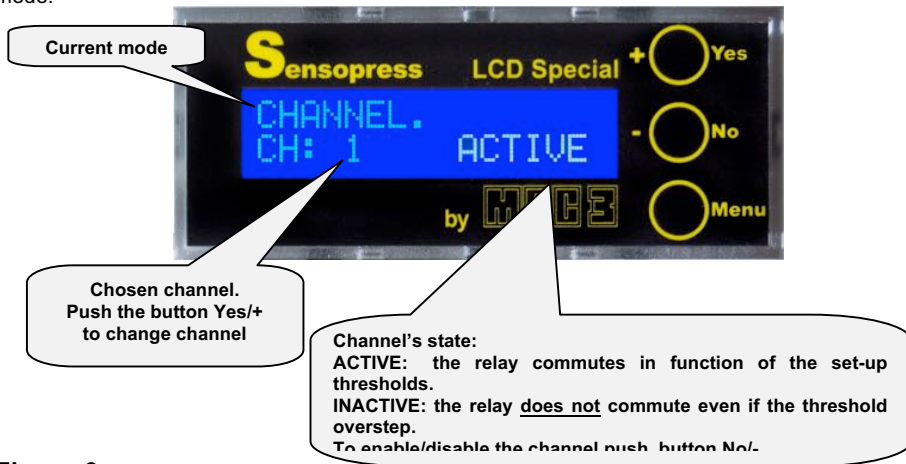 mode.
Current mode
Sensopress LCD Special
+ Yes
CHANNEL.
CH: 1 ACTIVE
- No
by MAC3
Menu
Chosen channel.
Push the button Yes/+
to change channel
Channel's state:
ACTIVE: the relay commutes in function of the set-up
thresholds.
INACTIVE: the relay does not commute even if the threshold
overstep.
To enable/disable the channel push button No/-